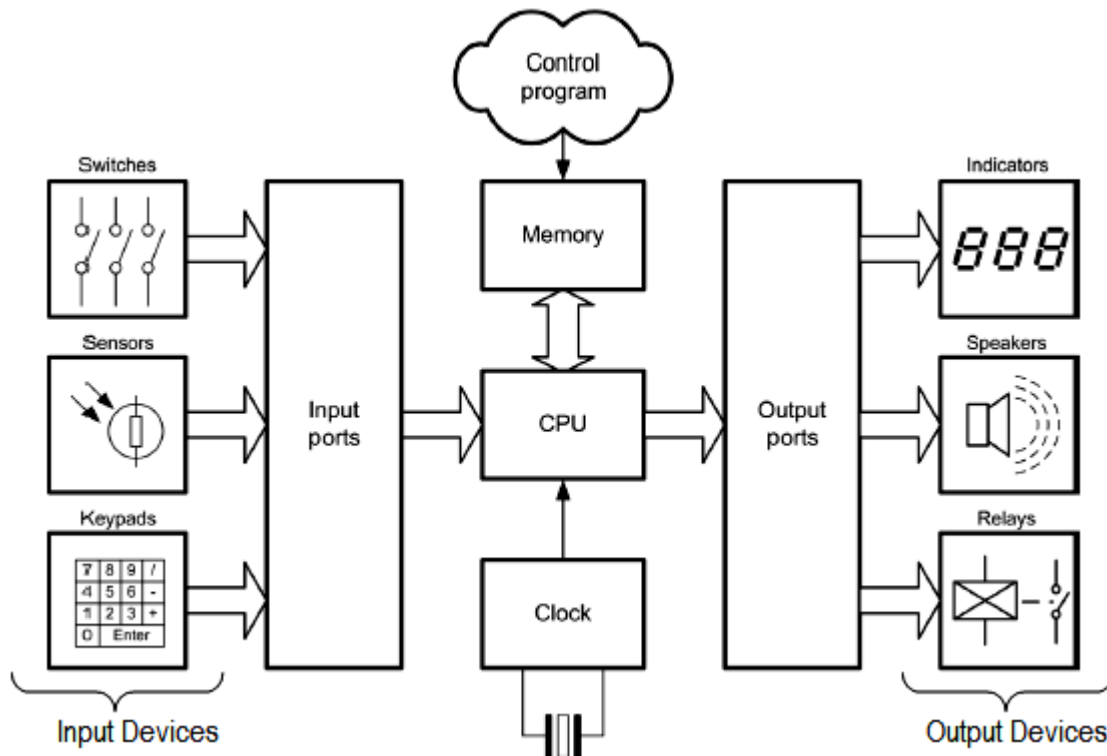 Control
program
Switches
Indicators
888
Memory
Sensors
Speakers
Input
ports
CPU
Output
ports
Keypads
Relays
7 8 9 /
4 5 6 -
1 2 3 +
0 Enter
Clock
Input Devices
Output Devices